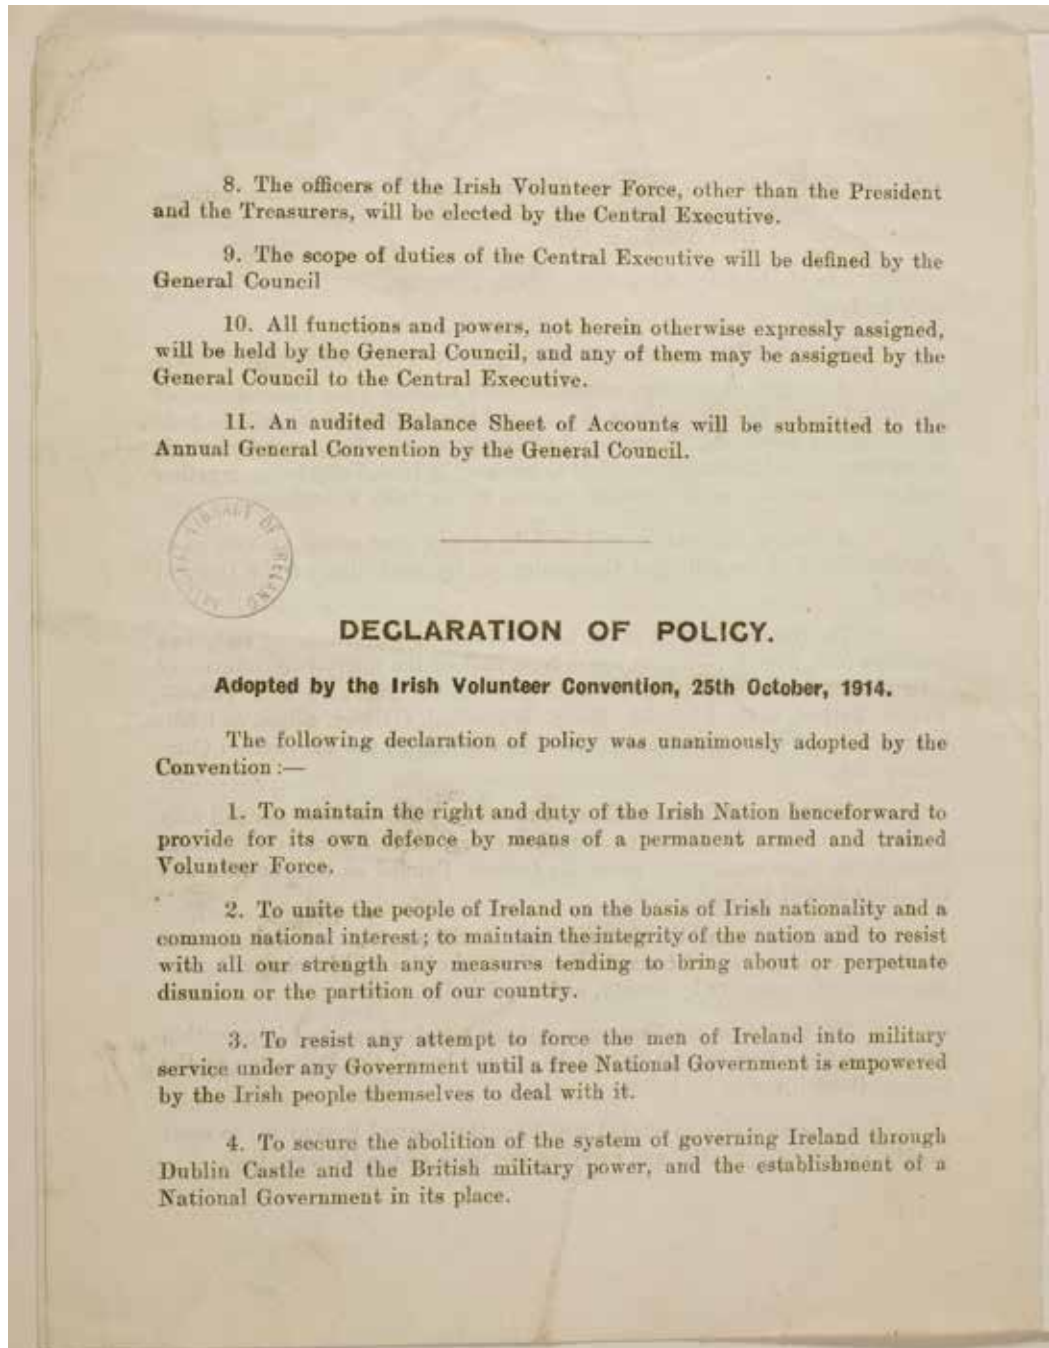 8. The officers of the Irish Volunteer Force, other than the President
and the Treasurers, will be elected by the Central Executive.
9. The scope of duties of the Central Executive will be defined by the
General Council
10. All functions and powers, not herein otherwise expressly assigned,
will be held by the General Council, and any of them may be assigned by the
General Council to the Central Executive.
11. An audited Balance Sheet of Accounts will be submitted to the
Annual General Convention by the General Council.
LIBRARY OF IRELAND
DECLARATION OF POLICY.
Adopted by the Irish Volunteer Convention, 25th October, 1914.
The following declaration of policy was unanimously adopted by the
Convention :—
1. To maintain the right and duty of the Irish Nation henceforward to
provide for its own defence by means of a permanent armed and trained
Volunteer Force.
2. To unite the people of Ireland on the basis of Irish nationality and a
common national interest; to maintain the integrity of the nation and to resist
with all our strength any measures tending to bring about or perpetuate
disunion or the partition of our country.
3. To resist any attempt to force the men of Ireland into military
service under any Government until a free National Government is empowered
by the Irish people themselves to deal with it.
4. To secure the abolition of the system of governing Ireland through
Dublin Castle and the British military power, and the establishment of a
National Government in its place.